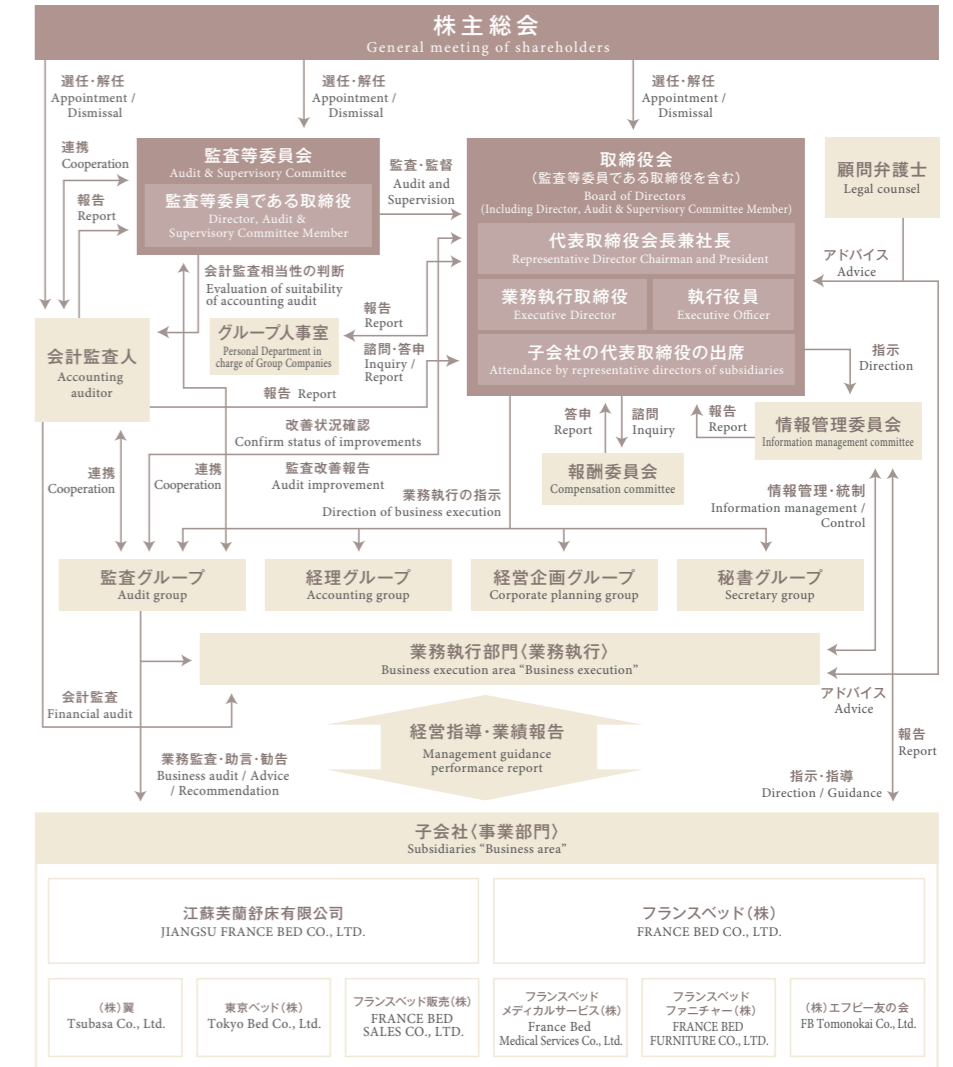 株主総会
General meeting of shareholders
選任・解任
Appointment /
Dismissal
選任・解任
Appointment /
Dismissal
選任・解任
Appointment /
Dismissal
連携
Cooperation
報告
Report
監査等委員会
Audit & Supervisory Committee
監査等委員である取締役
Director, Audit &
Supervisory Committee Member
監査・監督
Audit and
Supervision
取締役会
（監査等委員である取締役を含む）
Board of Directors
(Including Director, Audit & Supervisory Committee Member)
代表取締役会長兼社長
Representative Director Chairman and President
業務執行取締役
Executive Director
執行役員
Executive Officer
子会社の代表取締役の出席
Attendance by representative directors of subsidiaries
顧問弁護士
Legal counsel
アドバイス
Advice
会計監査相当性の判断
Evaluation of suitability
of accounting audit
会計監査人
Accounting
auditor
グループ人事室
Personal Department in
charge of Group Companies
報告
Report
諮問・答申
Inquiry /
Report
報告 Report
指示
Direction
改善状況確認
Confirm status of improvements
監査改善報告
Audit improvement
答申
Report
諮問
Inquiry
報告
Report
情報管理委員会
Information management committee
報酬委員会
Compensation committee
連携
Cooperation
連携
Cooperation
業務執行の指示
Direction of business execution
情報管理・統制
Information management /
Control
監査グループ
Audit group
経理グループ
Accounting group
経営企画グループ
Corporate planning group
秘書グループ
Secretary group
業務執行部門〈業務執行〉
Business execution area “Business execution”
会計監査
Financial audit
アドバイス
Advice
経営指導・業績報告
Management guidance
performance report
報告
Report
業務監査・助言・勧告
Business audit / Advice
/ Recommendation
指示・指導
Direction / Guidance
子会社〈事業部門〉
Subsidiaries “Business area”
江蘇芙蘭舒床有限公司
JIANGSU FRANCE BED CO., LTD.
フランスベッド（株）
FRANCE BED CO., LTD.
（株）翼
Tsubasa Co., Ltd.
東京ベッド（株）
Tokyo Bed Co., Ltd.
フランスベッド販売（株）
FRANCE BED
SALES CO., LTD.
フランスベッド
メディカルサービス（株）
France Bed
Medical Services Co., Ltd.
フランスベッド
ファニチャー（株）
FRANCE BED
FURNITURE CO., LTD.
（株）エフビー友の会
FB Tomonokai Co., Ltd.